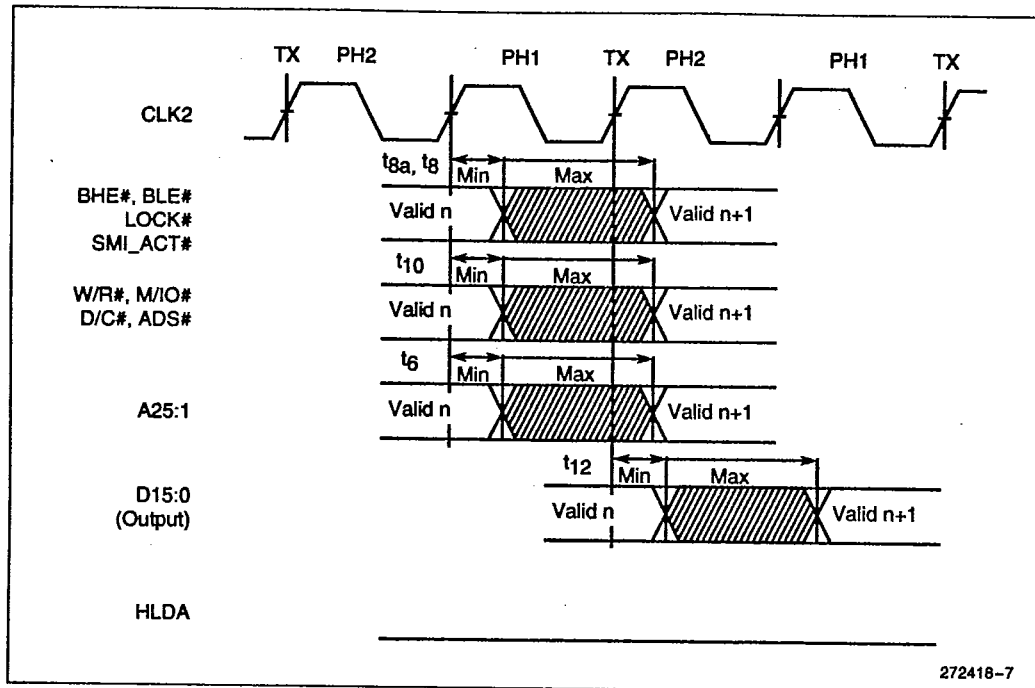 TX PH2 PH1 TX PH2 PH1 TX
CLK2
t8a, t8
Min Max
BHE#, BLE#
LOCK#
SMI_ACT#
Valid n Valid n+1
t10
Min Max
W/R#, M/IO#
D/C#, ADS#
Valid n Valid n+1
t6
Min Max
A25:1
Valid n Valid n+1
t12
Min Max
D15:0
(Output)
Valid n Valid n+1
HLDA
272418-7